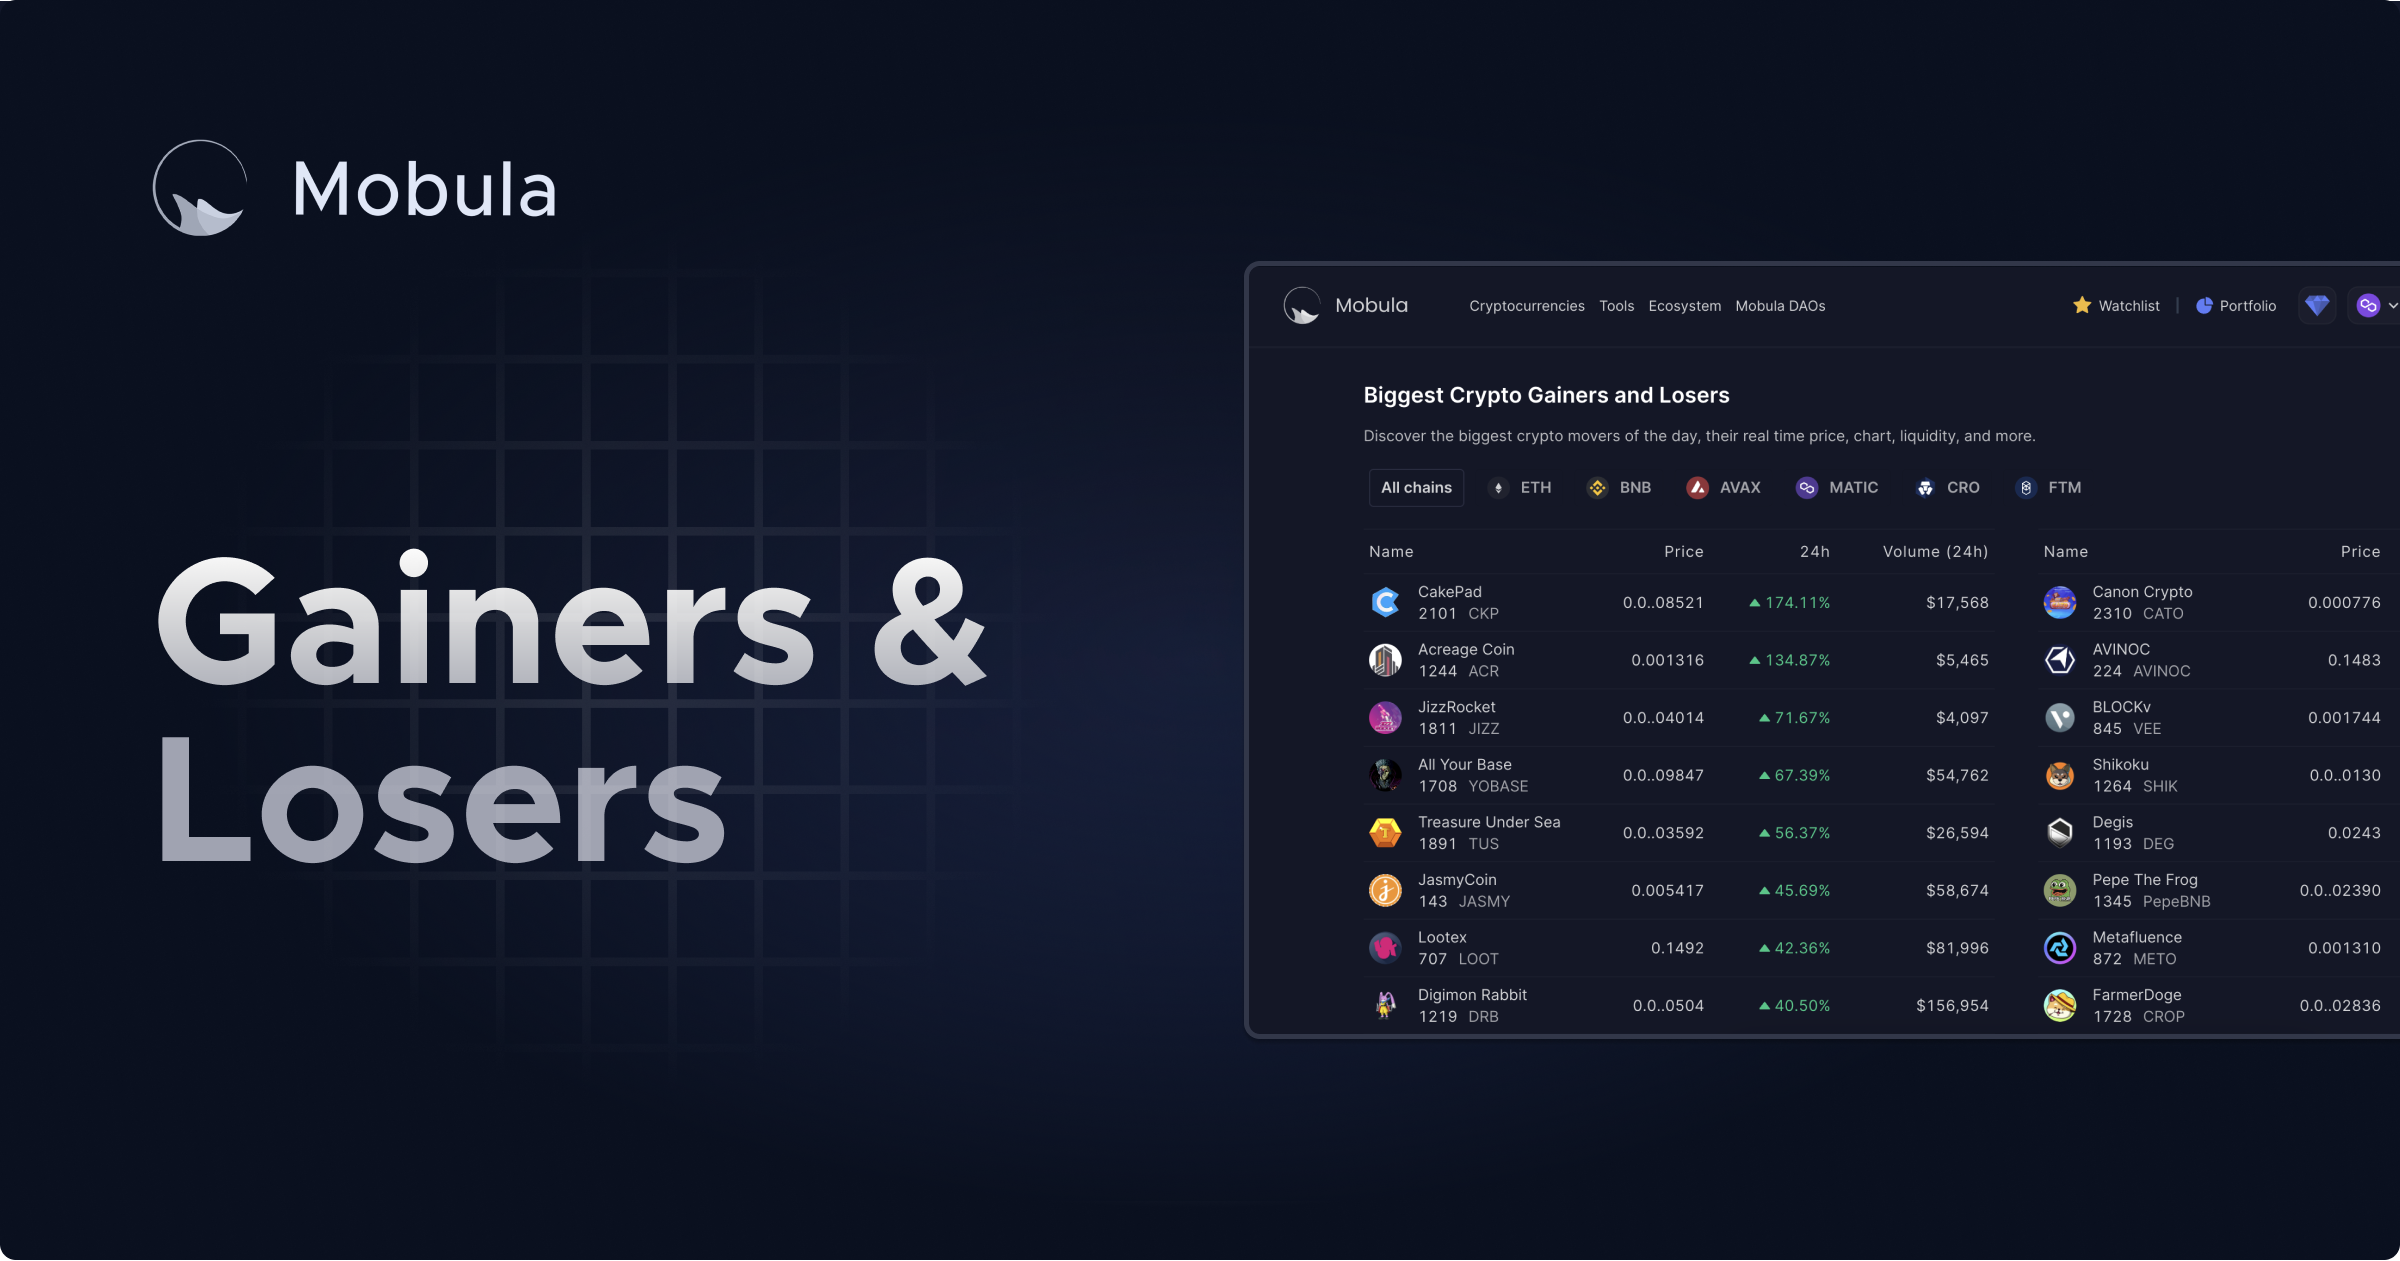 Mobula
Gainers &
Losers
Mobula Cryptocurrencies Tools Ecosystem Mobula DAOs Watchlist | Portfolio
Biggest Crypto Gainers and Losers
Discover the biggest crypto movers of the day, their real time price, chart, liquidity, and more.
All chains ETH BNB AVAX MATIC CRO FTM
Name Price 24h Volume (24h) Name Price
CakePad
2101 CKP 0.0..08521 174.11% $17,568
Canon Crypto
2310 CATO 0.000776
Acreage Coin
1244 ACR 0.001316 134.87% $5,465
AVINOC
224 AVINOC 0.1483
JizzRocket
1811 JIZZ 0.0..04014 71.67% $4,097
BLOCKv
845 VEE 0.001744
All Your Base
1708 YOBASE 0.0..09847 67.39% $54,762
Shikoku
1264 SHIK 0.0..0130
Treasure Under Sea
1891 TUS 0.0..03592 56.37% $26,594
Degis
1193 DEG 0.0243
JasmyCoin
143 JASMY 0.005417 45.69% $58,674
Pepe The Frog
1345 PepeBNB 0.0..02390
Lootex
707 LOOT 0.1492 42.36% $81,996
Metafluence
872 METO 0.001310
Digimon Rabbit
1219 DRB 0.0..0504 40.50% $156,954
FarmerDoge
1728 CROP 0.0..02836